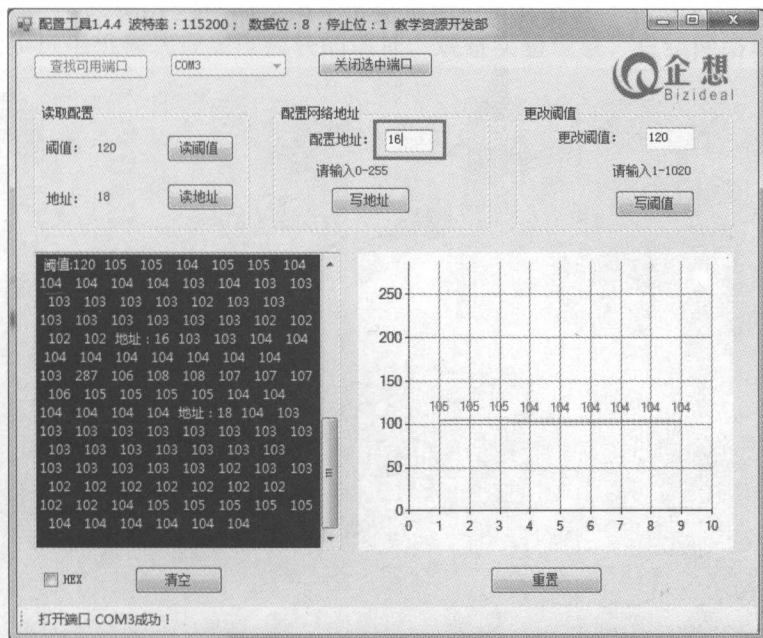 配置工具1.4.4 波特率：115200； 数据位：8 ；停止位：1 教学资源开发部
查找可用端口 COM3 关闭选中端口
企想
Bizideal
读取配置 配置网络地址 更改阈值
阈值： 120 读阈值 配置地址： 16 更改阈值： 120
请输入0-255 请输入1-1020
地址： 18 读地址 写地址 写阈值
阈值:120 105 105 104 105 105 104
104 104 104 104 103 104 103 103
103 103 103 103 102 103 103
103 103 103 103 103 103 102 102
102 102 地址：16 103 103 104 104
104 104 104 104 104 104 104
103 287 106 108 108 107 107 107
106 105 105 105 105 104 104
104 104 104 104 地址：18 104 103
103 103 103 103 103 103 103 103
103 103 103 103 103 103 103
103 103 103 103 103 102 103 103
102 102 102 102 102 102 102
102 102 104 105 105 105 105 105
104 104 104 104 104 104
250
200
150
105 105 105 104 104 104 104 104 104
100
50
0
0 1 2 3 4 5 6 7 8 9 10
HEX 清空 重置
打开端口 COM3成功！